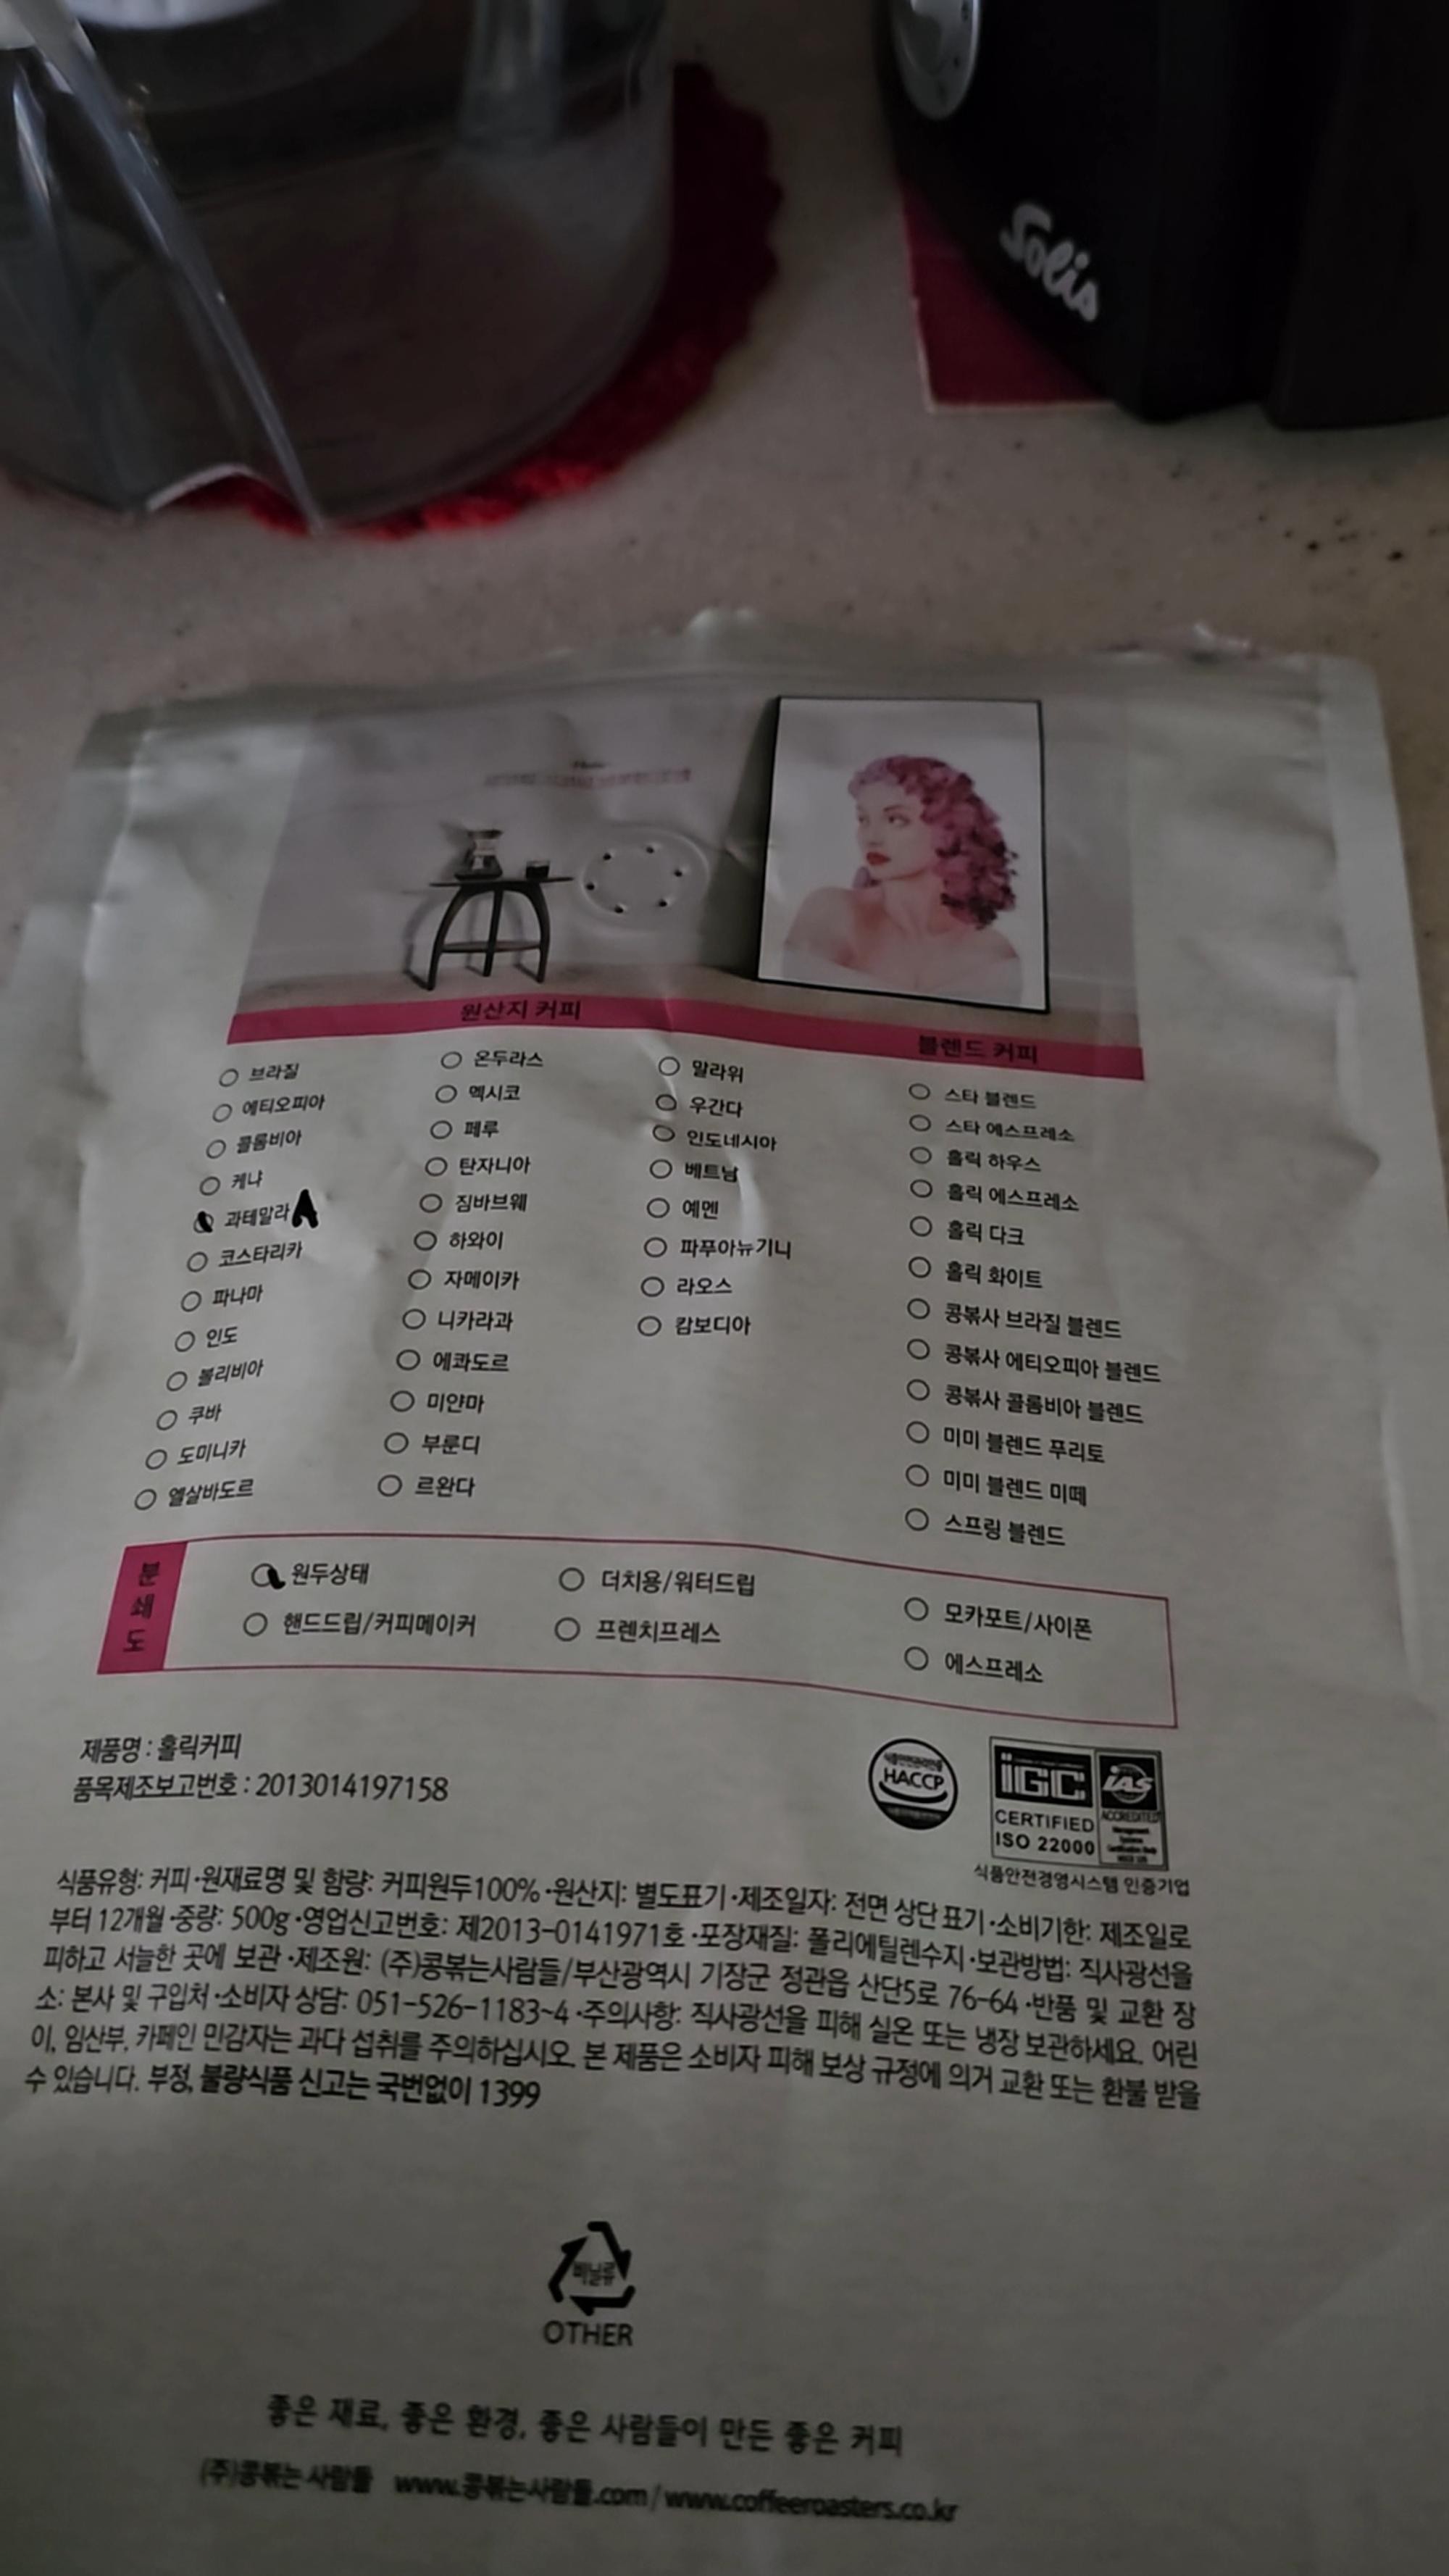 Solis
원산지 커피
블렌드 커피
브라질
에티오피아
콜롬비아
케냐
과테말라 A
코스타리카
파나마
인도
볼리비아
쿠바
도미니카
엘살바도르
온두라스
멕시코
페루
탄자니아
짐바브웨
하와이
자메이카
니카라과
에콰도르
미얀마
부룬디
르완다
말라위
우간다
인도네시아
베트남
예멘
파푸아뉴기니
라오스
캄보디아
스타 블렌드
스타 에스프레소
홀릭 하우스
홀릭 에스프레소
홀릭 다크
홀릭 화이트
콩볶사 브라질 블렌드
콩볶사 에티오피아 블렌드
콩볶사 콜롬비아 블렌드
미미 블렌드 푸리토
미미 블렌드 미떼
스프링 블렌드
분쇄도
원두상태
더치용/워터드립
모카포트/사이폰
핸드드립/커피메이커
프렌치프레스
에스프레소
제품명 : 홀릭커피
품목제조보고번호 : 2013014197158
HACCP
IGC
CERTIFIED
ISO 22000
iAS
ACCREDITED
식품안전경영시스템 인증기업
식품유형: 커피 ·원재료명 및 함량: 커피원두100% ·원산지: 별도표기 ·제조일자: 전면 상단 표기 ·소비기한: 제조일로
부터 12개월 ·중량: 500g ·영업신고번호: 제2013-0141971호 ·포장재질: 폴리에틸렌수지 ·보관방법: 직사광선을
피하고 서늘한 곳에 보관 ·제조원: (주)콩볶는사람들/부산광역시 기장군 정관읍 산단5로 76-64 ·반품 및 교환 장
소: 본사 및 구입처 ·소비자 상담: 051-526-1183~4 ·주의사항: 직사광선을 피해 실온 또는 냉장 보관하세요. 어린
이, 임산부, 카페인 민감자는 과다 섭취를 주의하십시오. 본 제품은 소비자 피해 보상 규정에 의거 교환 또는 환불 받을
수 있습니다. 부정, 불량식품 신고는 국번없이 1399
비닐류
OTHER
좋은 재료, 좋은 환경, 좋은 사람들이 만든 좋은 커피
(주)콩볶는사람들 www.콩볶는사람들.com / www.coffeeroasters.co.kr